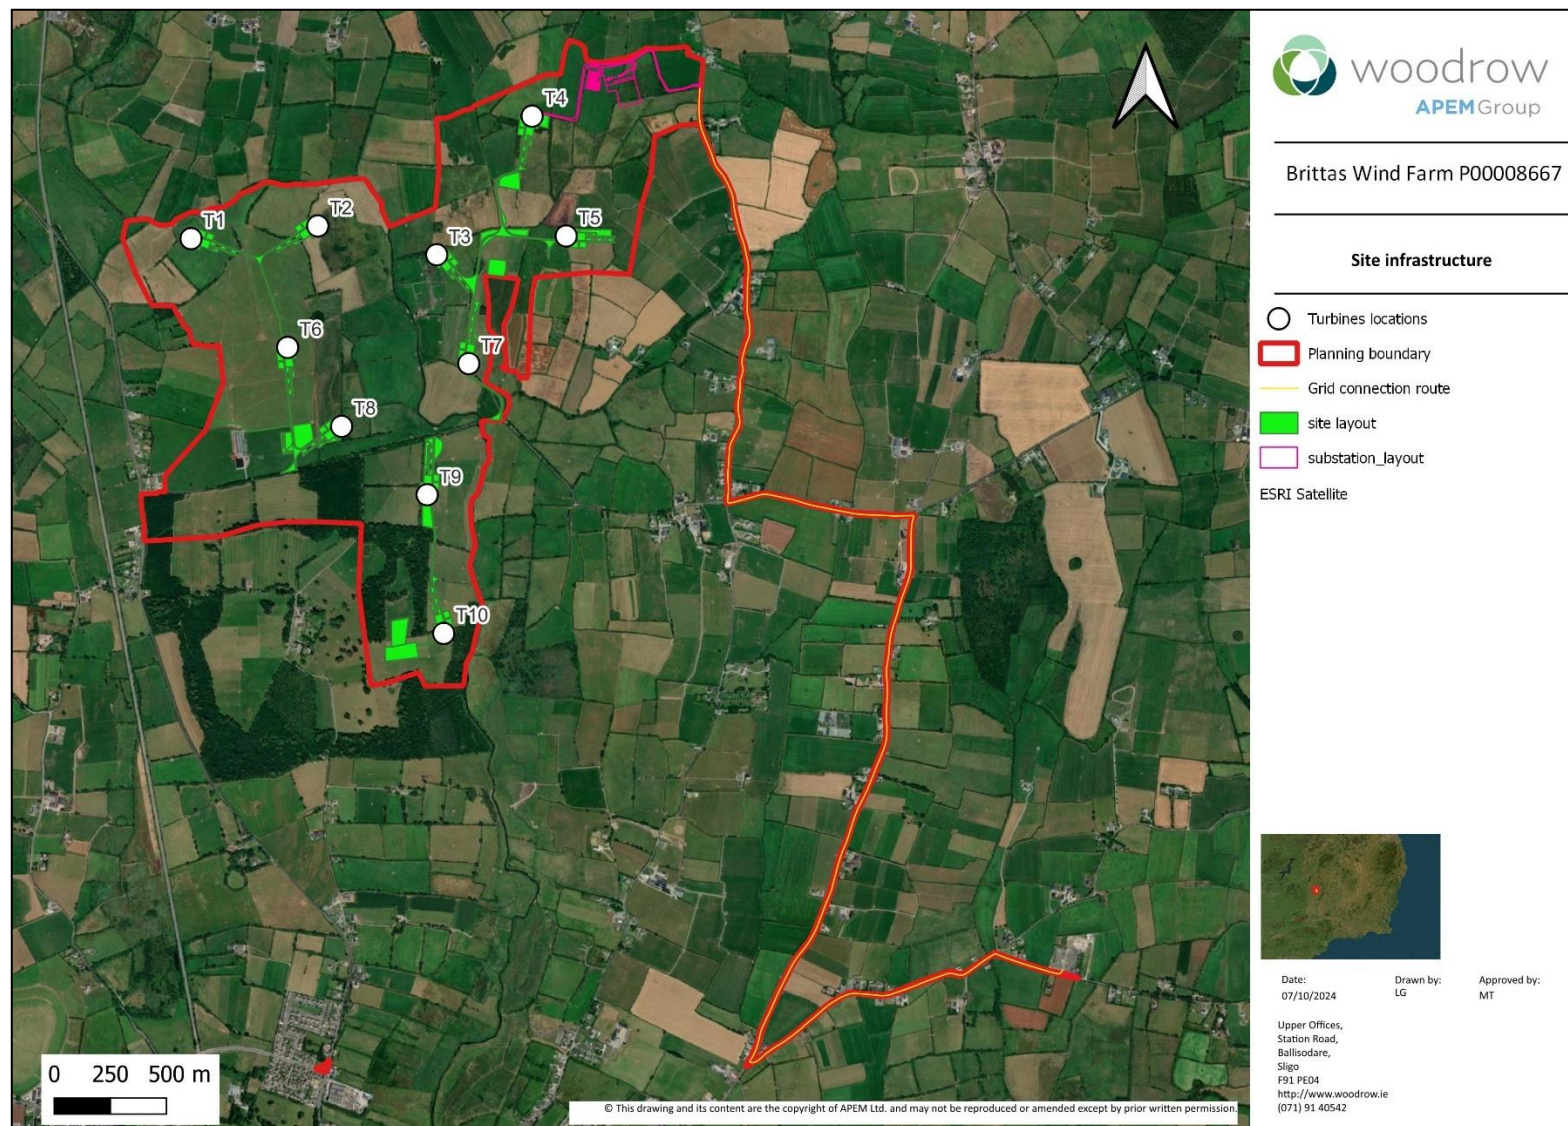 T4
T1
T2
T3
T5
T6
T7
T8
T9
T10
0 250 500 m
© This drawing and its content are the copyright of APEM Ltd. and may not be reproduced or amended except by prior written permission.
woodrow
APEMGroup
Brittas Wind Farm P00008667
Site infrastructure
Turbines locations
Planning boundary
Grid connection route
site layout
substation_layout
ESRI Satellite
Date: Drawn by: Approved by:
07/10/2024 LG MT
Upper Offices,
Station Road,
Ballisodare,
Sligo
F91 PE04
http://www.woodrow.ie
(071) 91 40542